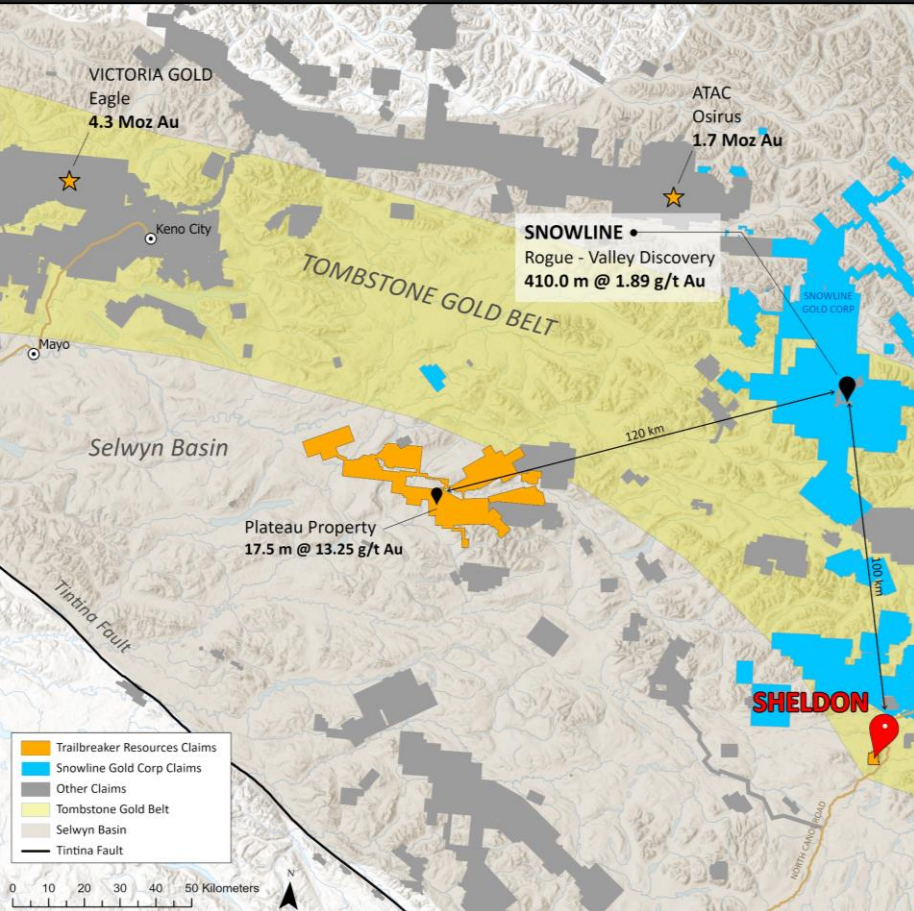 VICTORIA GOLD
Eagle
4.3 Moz Au
ATAC
Osirus
1.7 Moz Au
Keno City
SNOWLINE
Rogue - Valley Discovery
410.0 m @ 1.89 g/t Au
TOMBSTONE GOLD BELT
SNOWLINE
GOLD CORP
Mayo
120 km
Selwyn Basin
Plateau Property
17.5 m @ 13.25 g/t Au
100 km
Tintina Fault
SHELDON
NORTH CANOL ROAD
Trailbreaker Resources Claims
Snowline Gold Corp Claims
Other Claims
Tombstone Gold Belt
Selwyn Basin
Tintina Fault
0 10 20 30 40 50 Kilometers
N